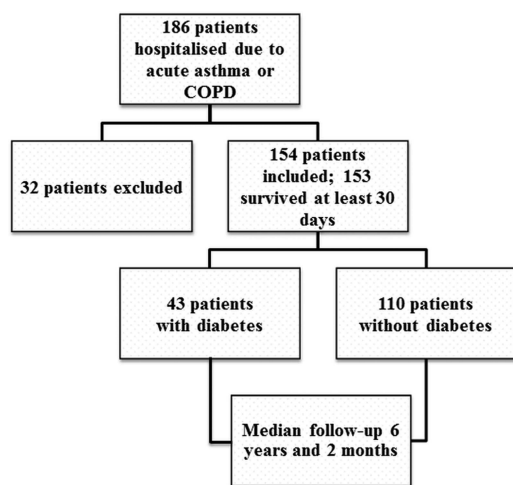 186 patients
hospitalised due to
acute asthma or
COPD
32 patients excluded
154 patients
included; 153
survived at least 30
days
43 patients
with diabetes
110 patients
without diabetes
Median follow-up 6
years and 2 months